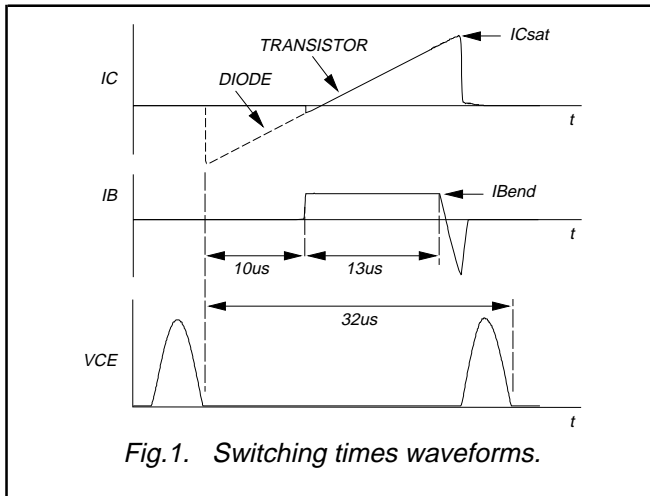 ICsat
TRANSISTOR
IC
DIODE
t
IB
IBend
t
10us
13us
32us
VCE
t
Fig.1. Switching times waveforms.